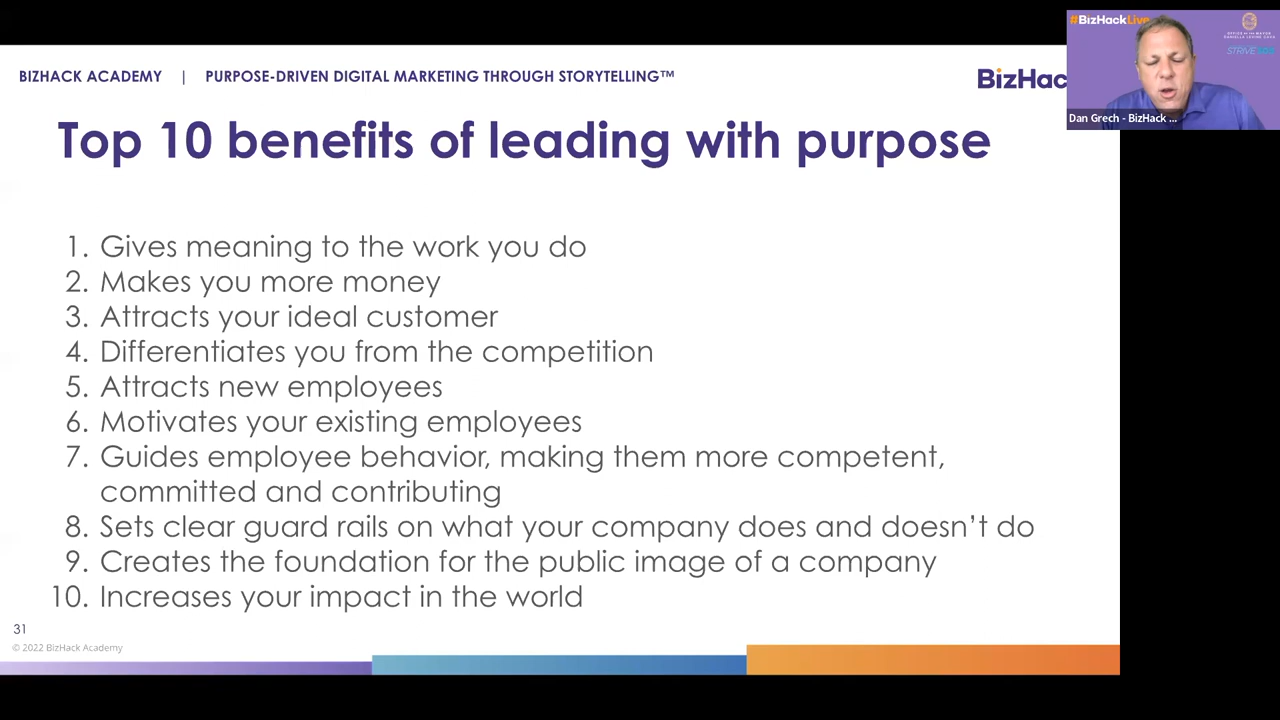 BIZHACK ACADEMY | PURPOSE-DRIVEN DIGITAL MARKETING THROUGH STORYTELLING™
BizHac
#BizHackLive
Dan Grech - BizHack ...
Top 10 benefits of leading with purpose
1. Gives meaning to the work you do
2. Makes you more money
3. Attracts your ideal customer
4. Differentiates you from the competition
5. Attracts new employees
6. Motivates your existing employees
7. Guides employee behavior, making them more competent,
committed and contributing
8. Sets clear guard rails on what your company does and doesn't do
9. Creates the foundation for the public image of a company
10. Increases your impact in the world
31
© 2022 BizHack Academy